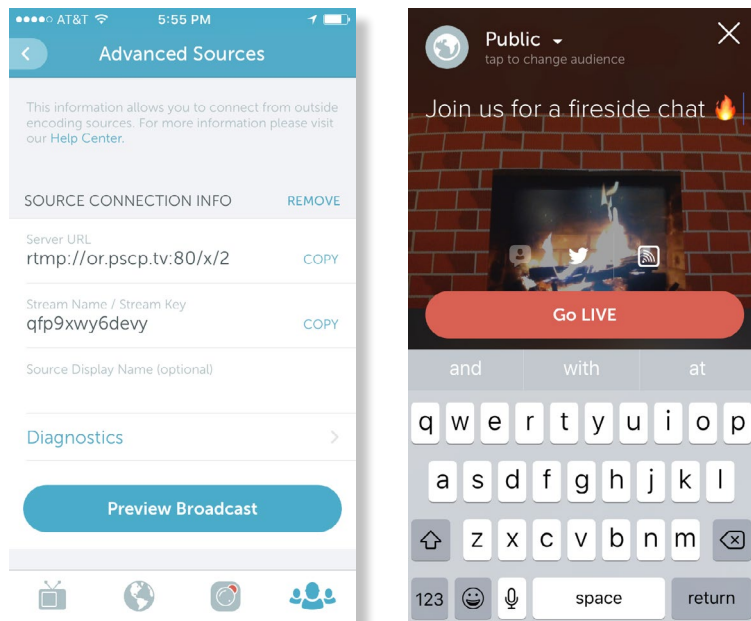 AT&T 5:55 PM
Advanced Sources
This information allows you to connect from outside
encoding sources. For more information please visit
our Help Center.
SOURCE CONNECTION INFO REMOVE
Server URL
rtmp://or.pscp.tv:80/x/2 COPY
Stream Name / Stream Key
qfp9xwy6devy COPY
Source Display Name (optional)
Diagnostics
Preview Broadcast
Public
tap to change audience
Join us for a fireside chat 🔥
Go LIVE
and with at
q w e r t y u i o p
a s d f g h j k l
z x c v b n m
123 space return